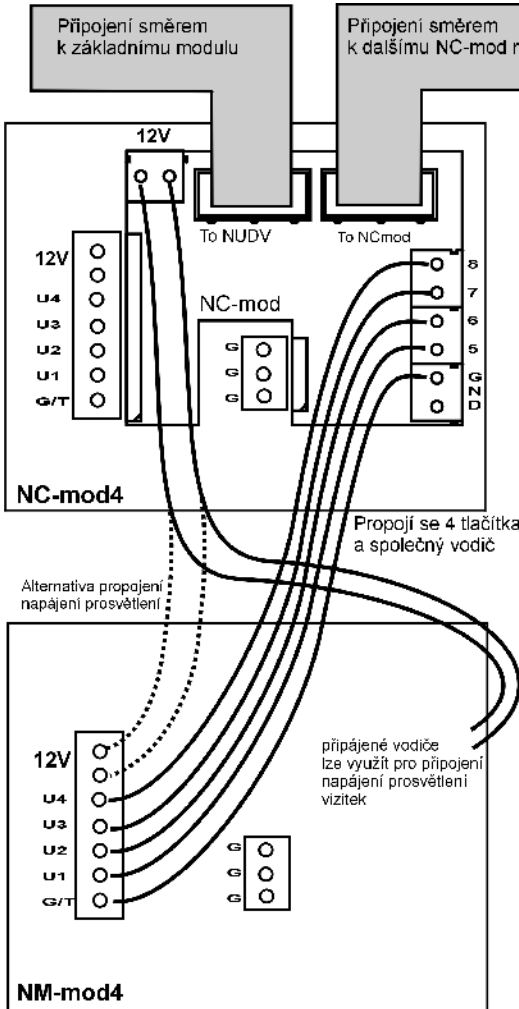 Připojení směrem
k základnímu modulu
Připojení směrem
k dalšímu NC-mod
12V
To NUDV
To NCmod
12V
U4
U3
U2
U1
G/T
NC-mod
G
G
G
8
7
6
5
G
N
D
NC-mod4
Propojí se 4 tlačítka
a společný vodič
Alternativa propojení
napájení prosvětlení
12V
U4
U3
U2
U1
G/T
připájené vodiče
lze využít pro připojení
napájení prosvětlení
vizitek
G
G
G
NM-mod4